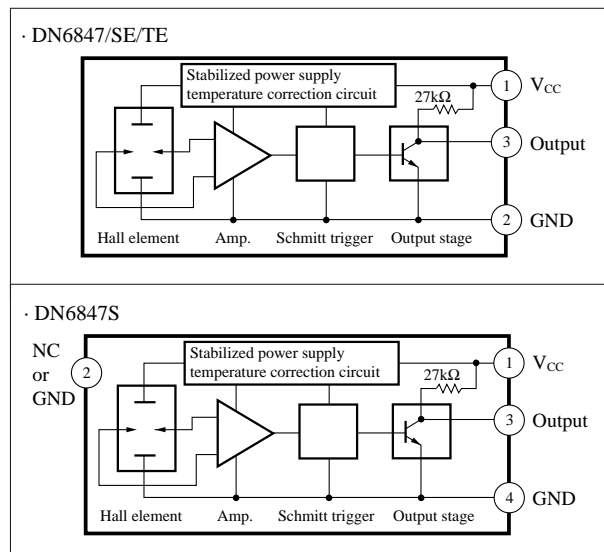 · DN6847/SE/TE
Stabilized power supply
temperature correction circuit
27kΩ
1 VCC
3 Output
2 GND
Hall element Amp. Schmitt trigger Output stage
· DN6847S
NC
or
GND
2
Stabilized power supply
temperature correction circuit
27kΩ
1 VCC
3 Output
4 GND
Hall element Amp. Schmitt trigger Output stage